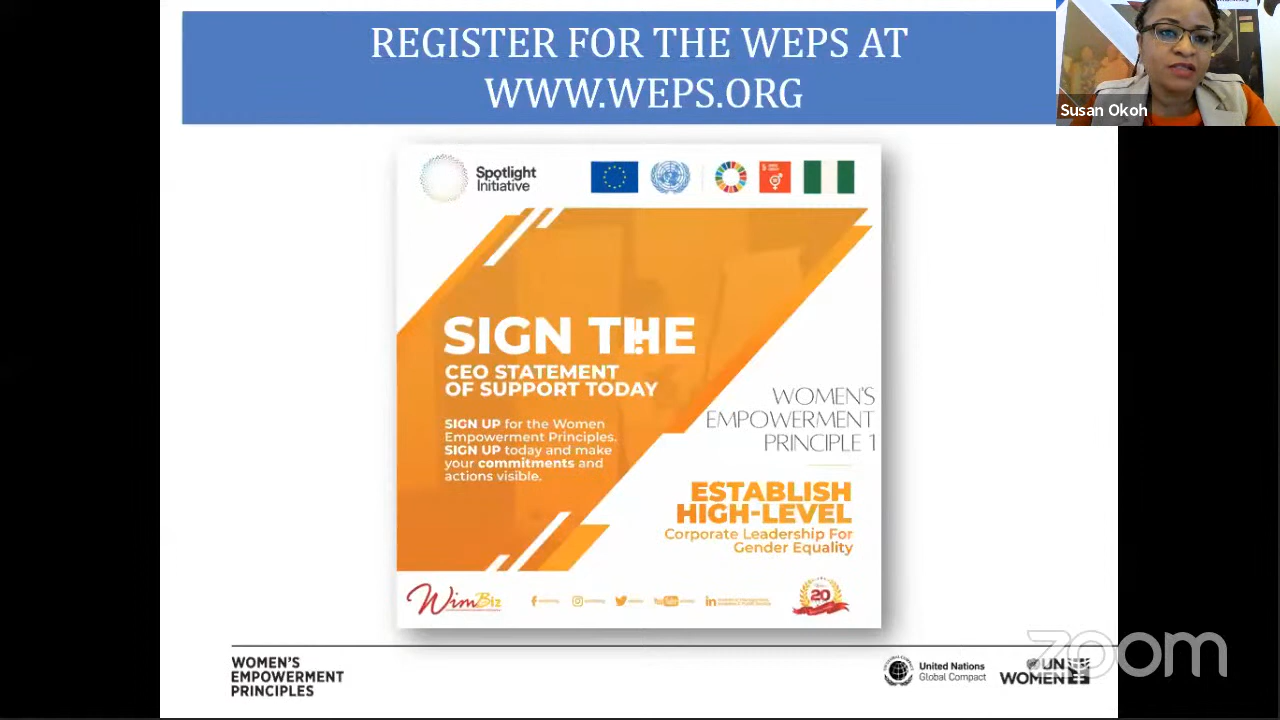 REGISTER FOR THE WEPS AT
WWW.WEPS.ORG
Susan Okoh
Spotlight
Initiative
SIGN THE
CEO STATEMENT
OF SUPPORT TODAY
SIGN UP for the Women
Empowerment Principles.
SIGN UP today and make
your commitments and
actions visible.
WOMEN'S
EMPOWERMENT
PRINCIPLE 1
ESTABLISH
HIGH-LEVEL
Corporate Leadership For
Gender Equality
WimBiz
YouTube
in
20
WOMEN'S
EMPOWERMENT
PRINCIPLES
United Nations
Global Compact
UN
WOMEN
zoom